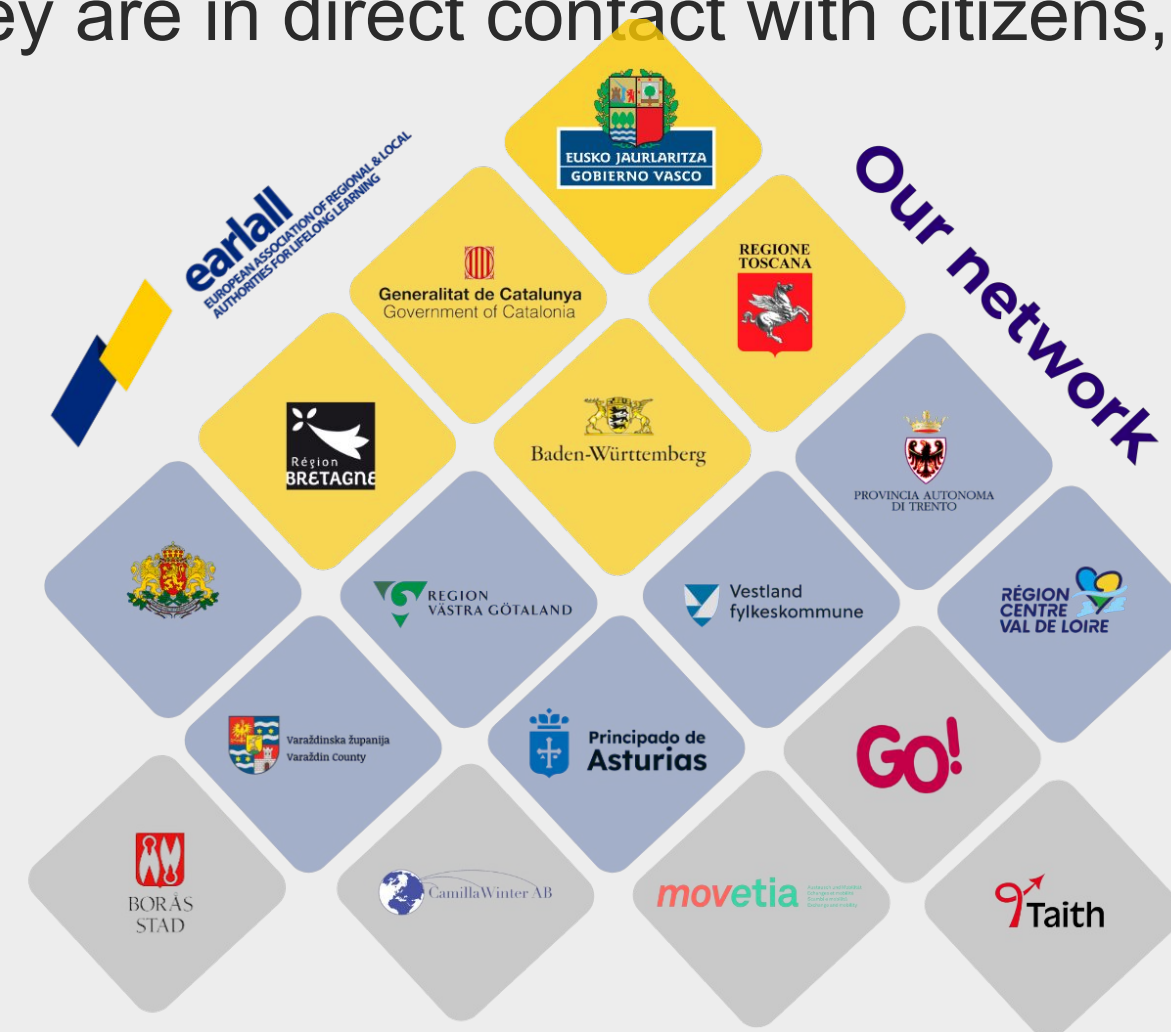 ey are in direct contact with citizens,
earlall
EUROPEAN ASSOCIATION OF REGIONAL & LOCAL
AUTHORITIES FOR LIFELONG LEARNING
Our network
EUSKO JAURLARITZA
GOBIERNO VASCO
Generalitat de Catalunya
Government of Catalonia
REGIONE
TOSCANA
Région
BRETAGNE
Baden-Württemberg
PROVINCIA AUTONOMA
DI TRENTO
REGION
VÄSTRA GÖTALAND
Vestland
fylkeskommune
RÉGION
CENTRE
VAL DE LOIRE
Varaždinska županija
Varaždin County
Principado de
Asturias
GO!
BORÅS
STAD
CamillaWinter AB
movetia
Taith